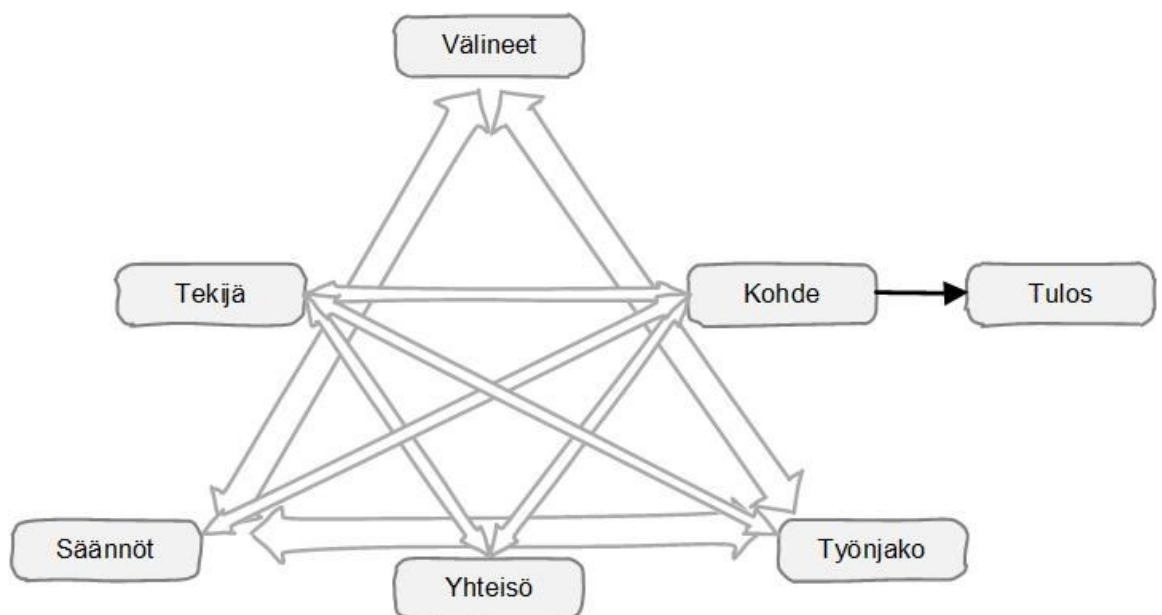 Välineet
Tekijä
Kohde
Tulos
Säännöt
Yhteisö
Työnjako